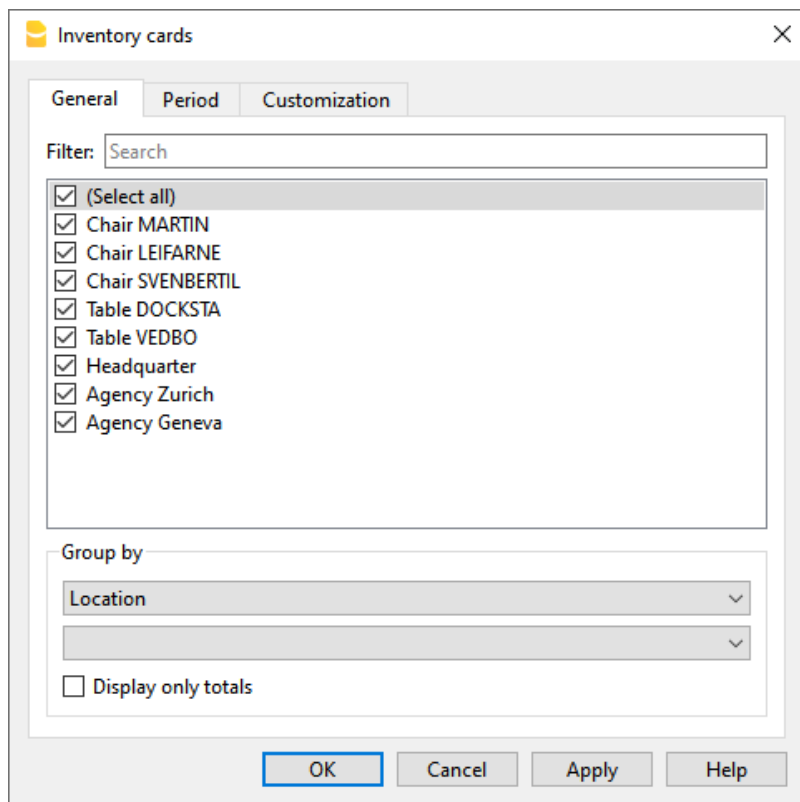 Inventory cards
General Period Customization
Filter: Search
(Select all)
Chair MARTIN
Chair LEIFARNE
Chair SVENBERTIL
Table DOCKSTA
Table VEDBO
Headquarter
Agency Zurich
Agency Geneva
Group by
Location
Display only totals
OK Cancel Apply Help